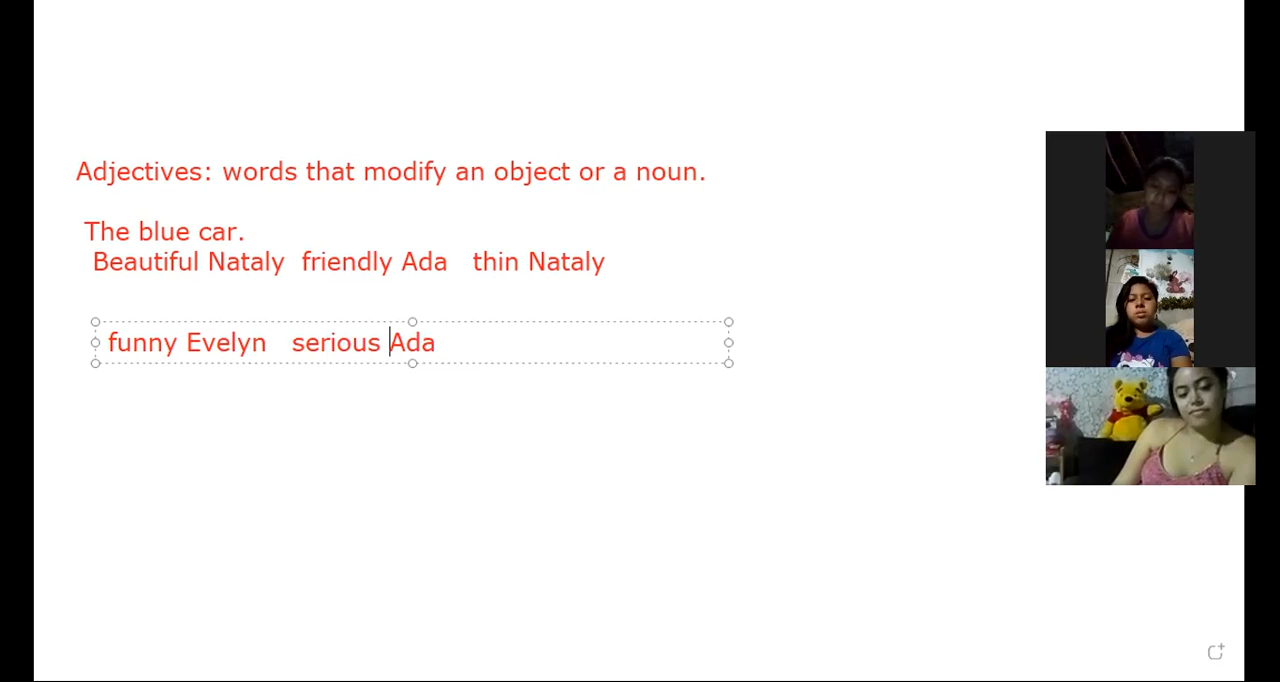 Adjectives: words that modify an object or a noun.
The blue car.
Beautiful Nataly friendly Ada thin Nataly
funny Evelyn serious Ada